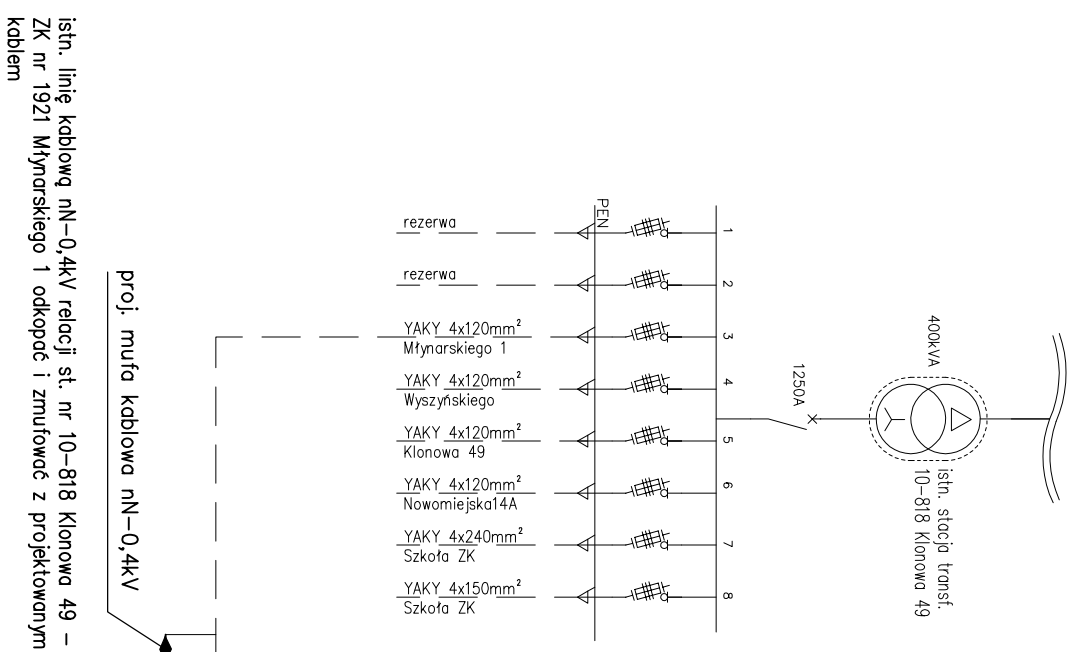 400kVA
istn. stacja transf.
10-818 Klonowa 49
1250A
1
2
3
4
5
6
7
8
PEN
rezerwa
rezerwa
YAKY 4x120mm²
Młynarskiego 1
YAKY 4x120mm²
Wyszyńskiego
YAKY 4x120mm²
Klonowa 49
YAKY 4x120mm²
Nowomiejska14A
YAKY 4x240mm²
Szkoła ZK
YAKY 4x150mm²
Szkoła ZK
proj. mufa kablowa nN-0,4kV
istn. linię kablową nN-0,4kV relacji st. nr 10-818 Klonowa 49 -
ZK nr 1921 Młynarskiego 1 odkopać i zmufować z projektowanym
kablem